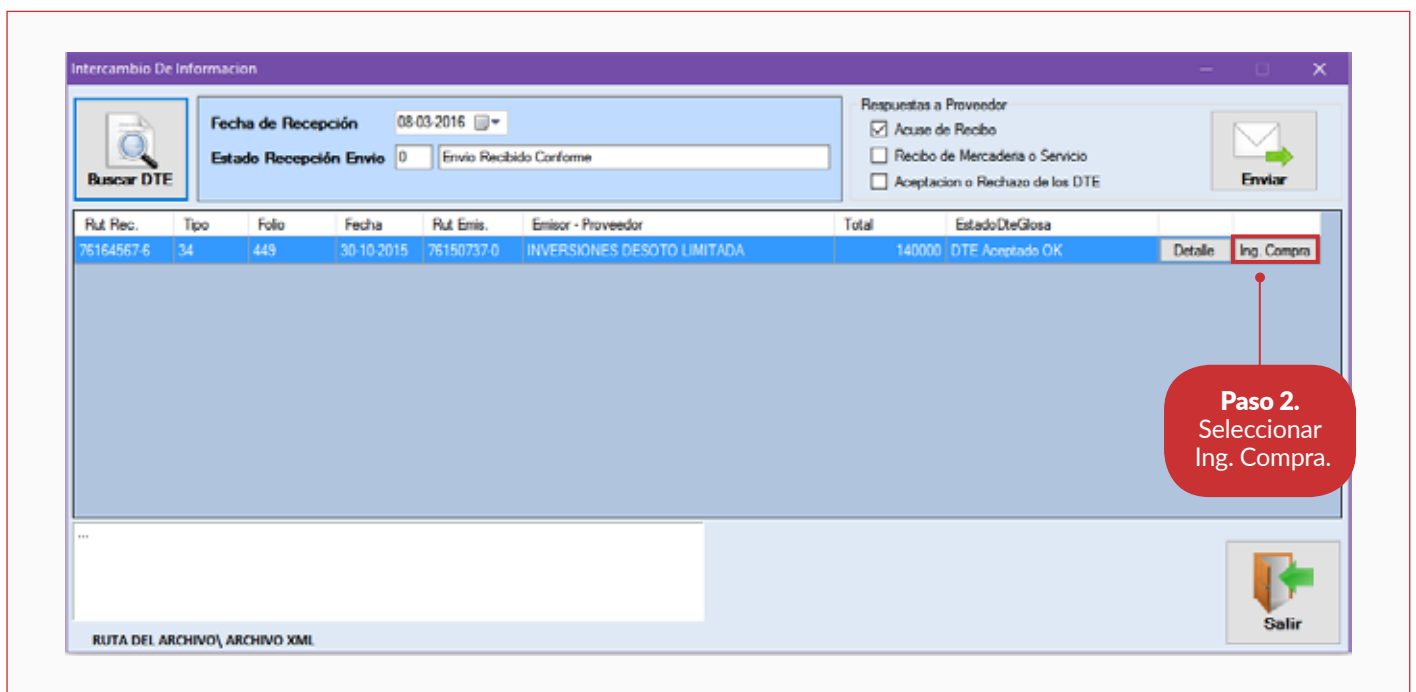 Intercambio De Informacion
Buscar DTE
Fecha de Recepción 08-03-2016
Estado Recepción Envio 0 Envio Recibido Conforme
Respuestas a Proveedor
Acuse de Recibo
Recibo de Mercaderia o Servicio
Aceptacion o Rechazo de los DTE
Enviar
Rut Rec. Tipo Folio Fecha Rut Emis. Emisor - Proveedor Total EstadoDteGlosa
76164567-6 34 449 30-10-2015 76150737-0 INVERSIONES DESOTO LIMITADA 140000 DTE Aceptado OK Detalle Ing. Compra
Paso 2.
Seleccionar
Ing. Compra.
...
RUTA DEL ARCHIVO\ ARCHIVO XML
Salir